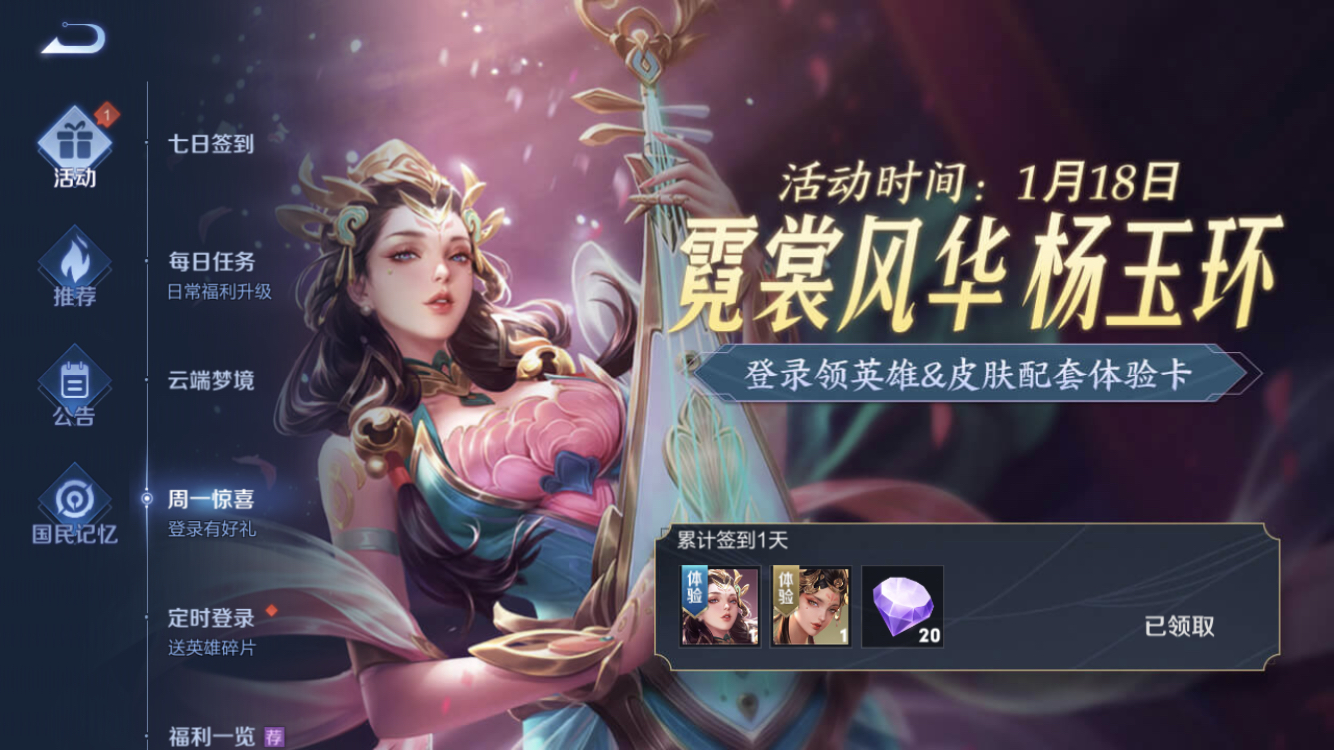 1
活动
推荐
公告
国民记忆
七日签到
每日任务
日常福利升级
云端梦境
周一惊喜
登录有好礼
定时登录
送英雄碎片
福利一览 荐
活动时间：1月18日
霓裳风华 杨玉环
登录领英雄&皮肤配套体验卡
累计签到1天
体验
1
体验
1
20
已领取